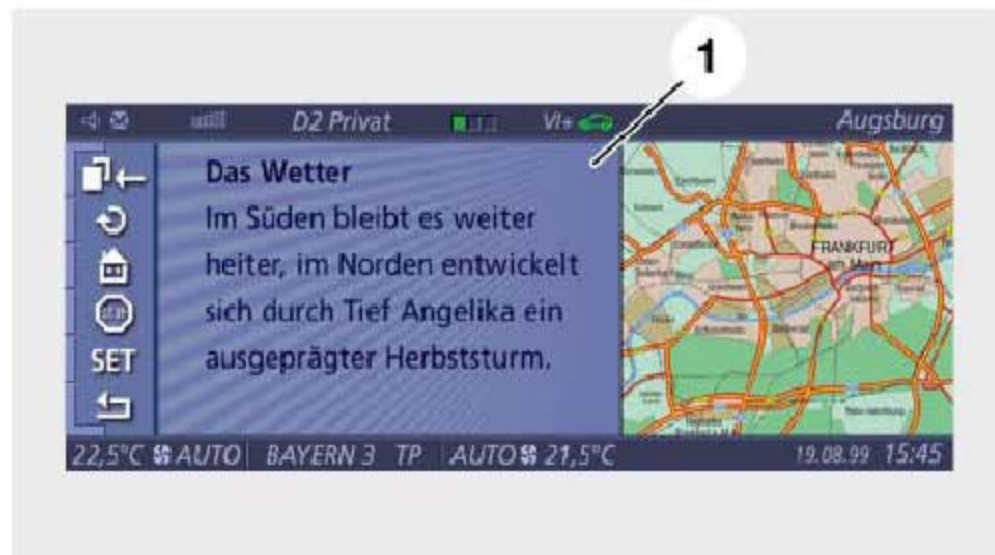 1
D2 Privat VI+ Augsburg
Das Wetter
Im Süden bleibt es weiter
heiter, im Norden entwickelt
sich durch Tief Angelika ein
ausgeprägter Herbststurm.
SET
FRANKFURT
am Main
22,5°C AUTO BAYERN 3 TP AUTO 21,5°C 19.08.99 15:45